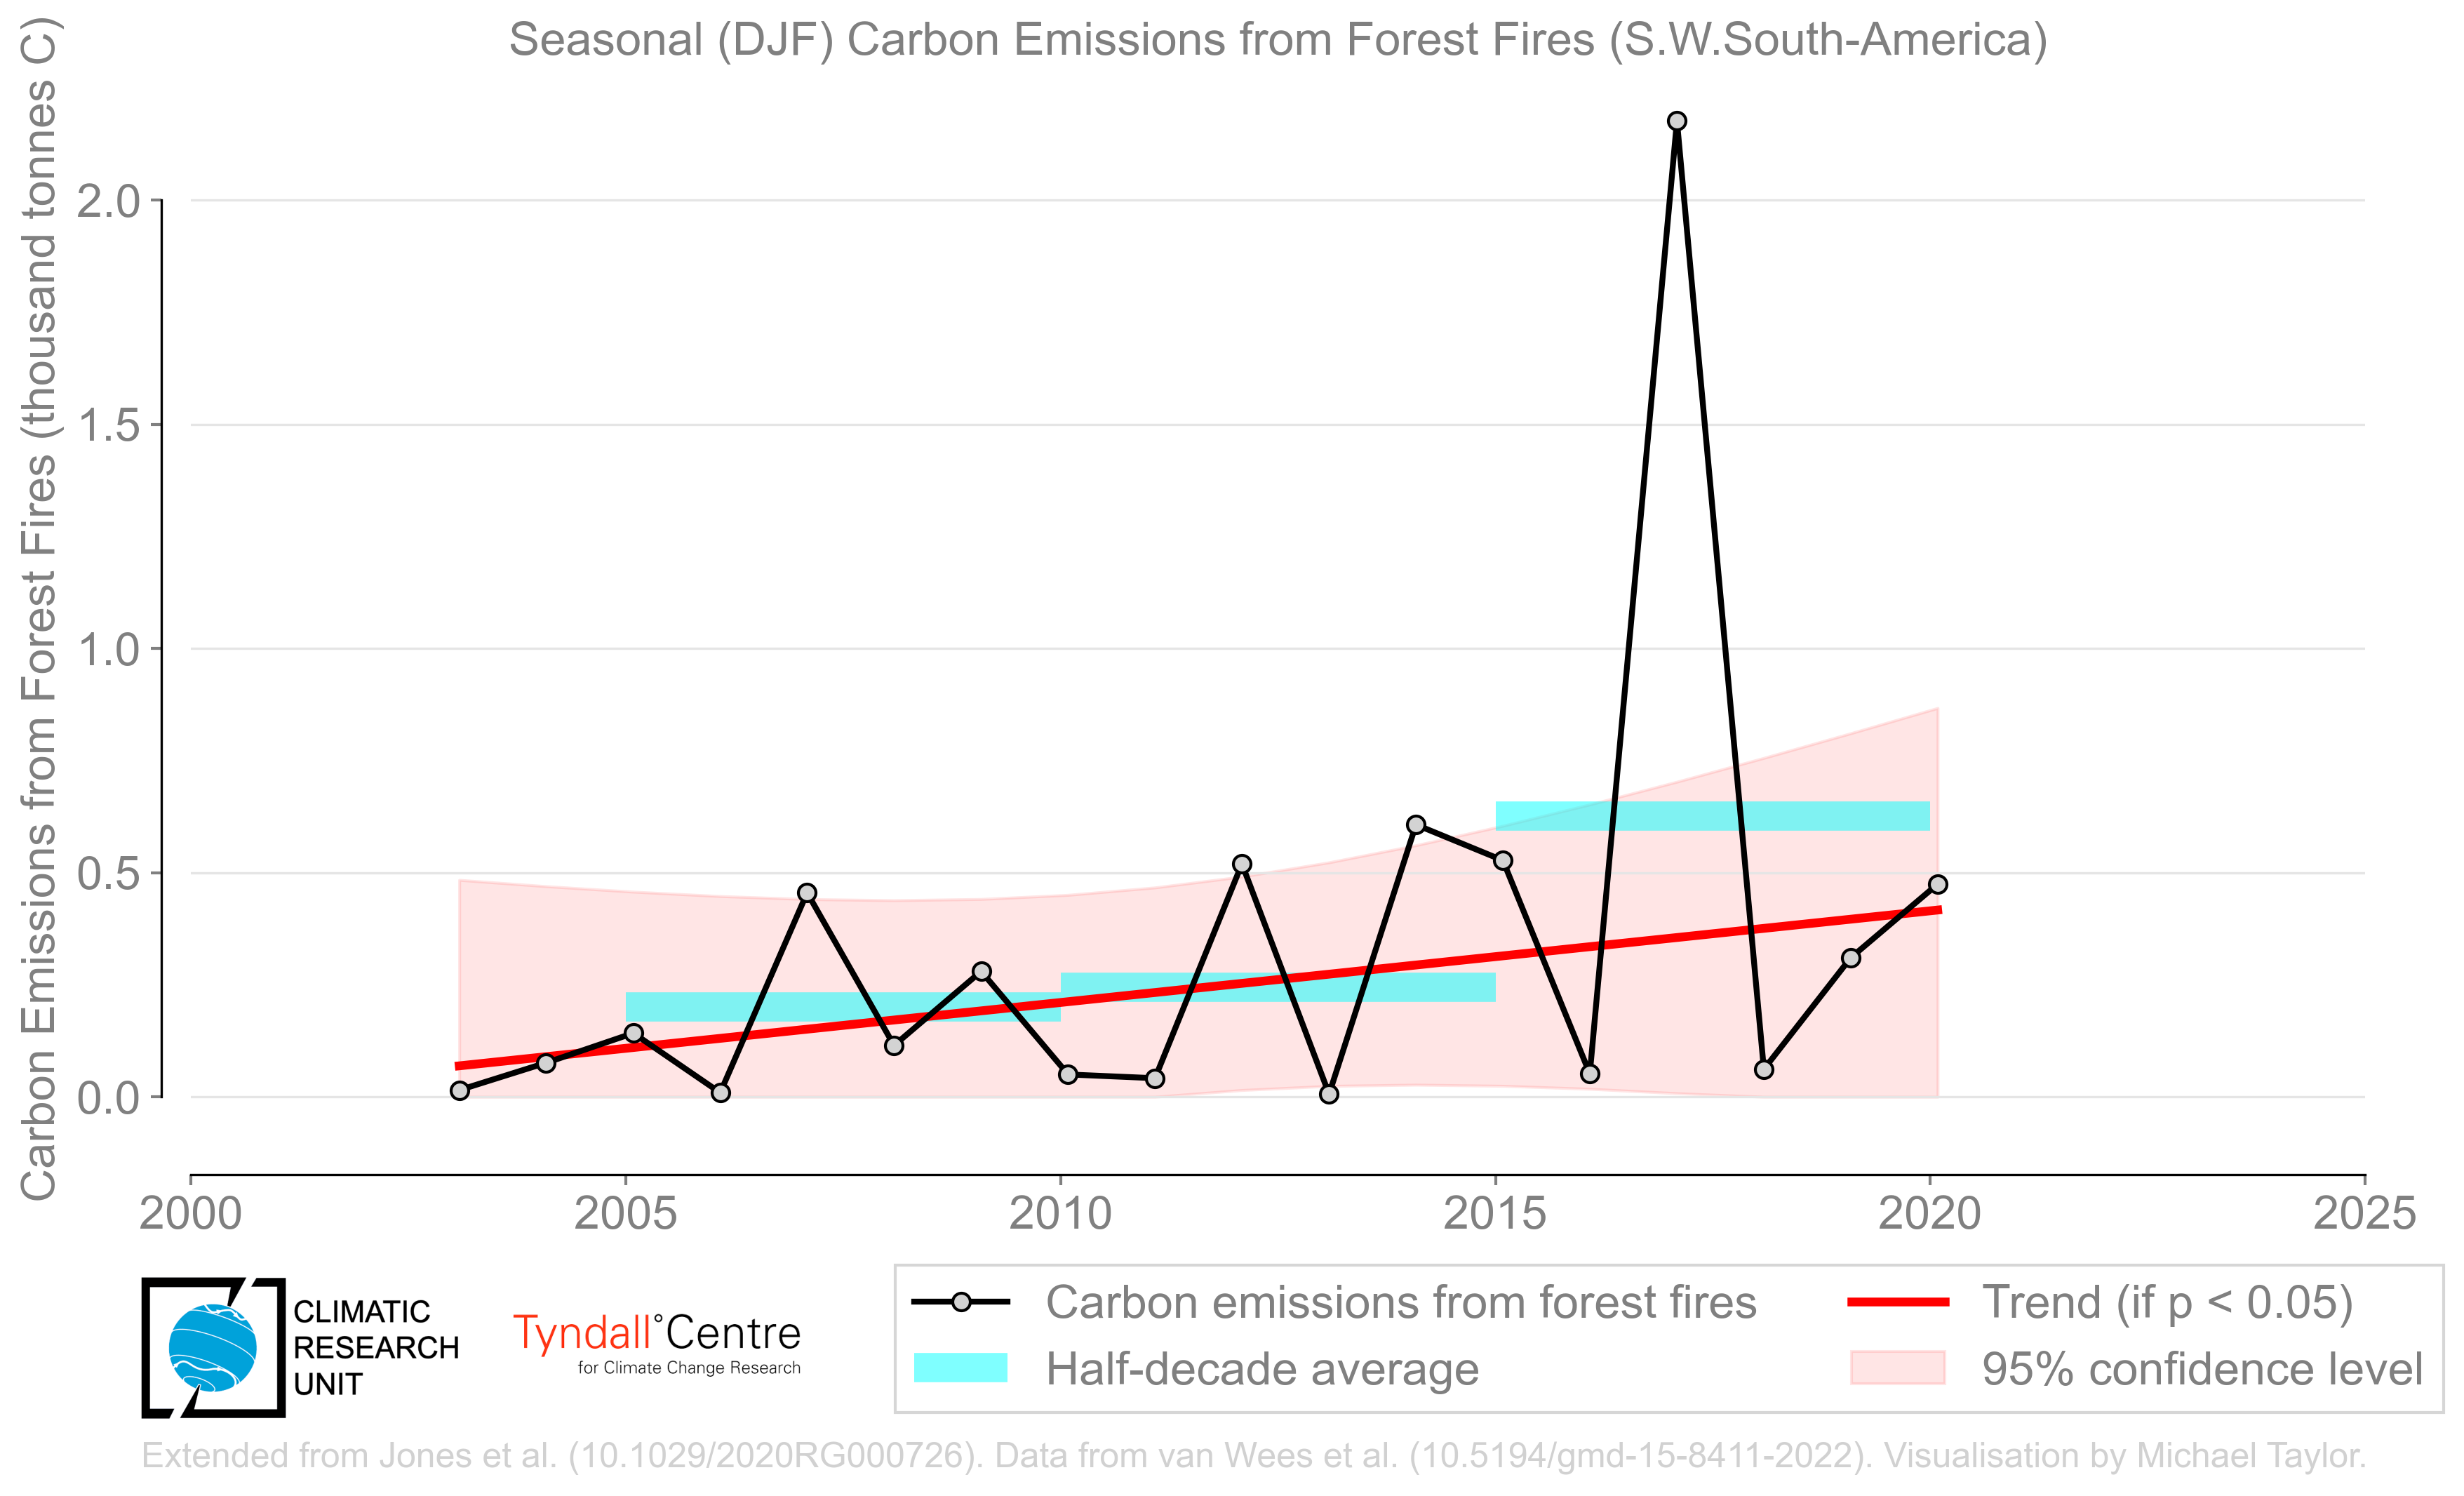 Seasonal (DJF) Carbon Emissions from Forest Fires (S.W.South-America)
Carbon Emissions from Forest Fires (thousand tonnes C)
2.0
1.5
1.0
0.5
0.0
2000 2005 2010 2015 2020 2025
Carbon emissions from forest fires
Half-decade average
Trend (if p < 0.05)
95% confidence level
CLIMATIC
RESEARCH
UNIT
Tyndall°Centre
for Climate Change Research
Extended from Jones et al. (10.1029/2020RG000726). Data from van Wees et al. (10.5194/gmd-15-8411-2022). Visualisation by Michael Taylor.